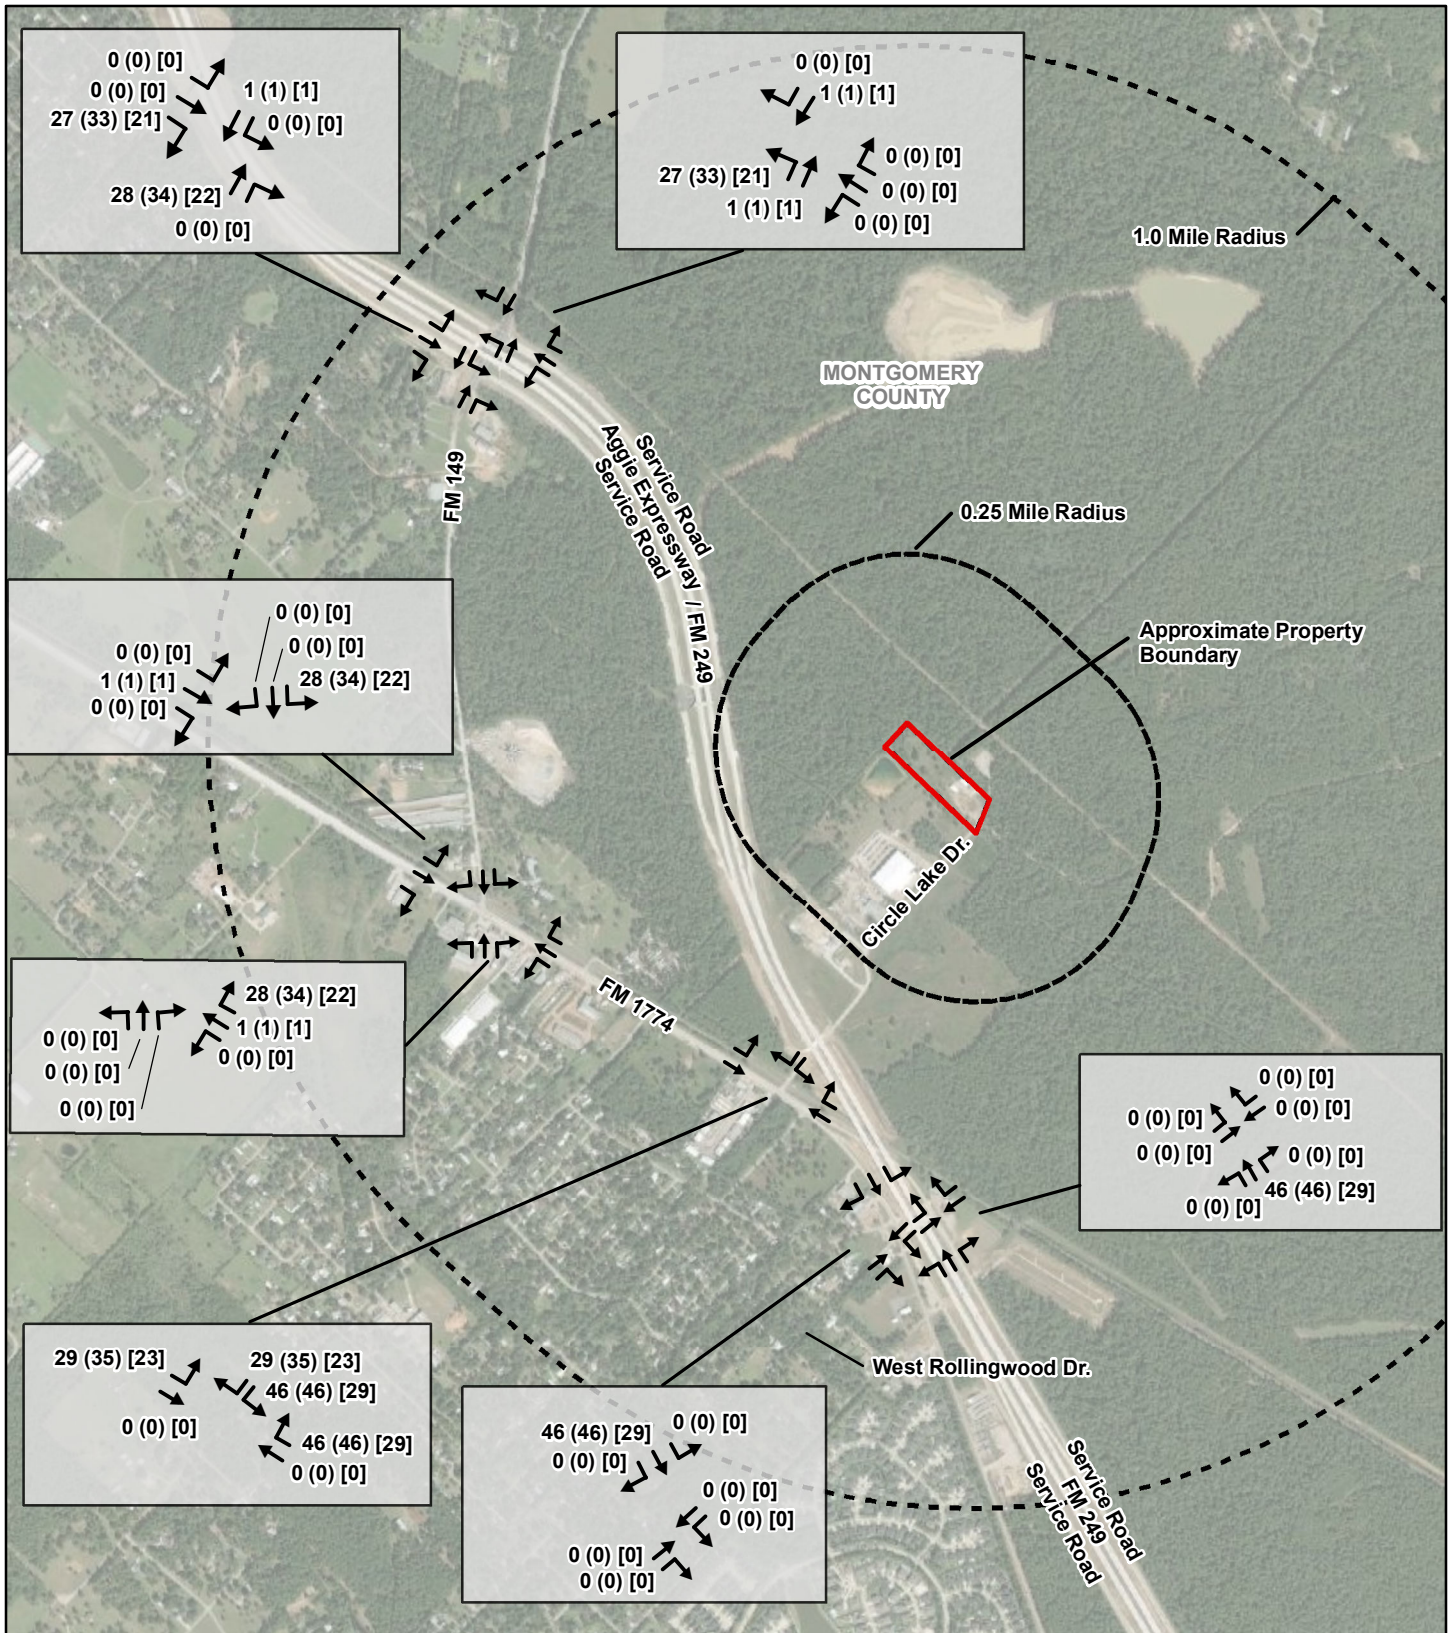 0 (0) [0]
0 (0) [0]
27 (33) [21]
1 (1) [1]
0 (0) [0]
28 (34) [22]
0 (0) [0]
0 (0) [0]
1 (1) [1]
27 (33) [21]
1 (1) [1]
0 (0) [0]
0 (0) [0]
0 (0) [0]
1.0 Mile Radius
MONTGOMERY
COUNTY
Service Road
Aggie Expressway / FM 249
Service Road
FM 149
0.25 Mile Radius
Approximate Property
Boundary
0 (0) [0]
0 (0) [0]
28 (34) [22]
0 (0) [0]
1 (1) [1]
0 (0) [0]
Circle Lake Dr.
FM 1774
28 (34) [22]
1 (1) [1]
0 (0) [0]
0 (0) [0]
0 (0) [0]
0 (0) [0]
0 (0) [0]
0 (0) [0]
0 (0) [0]
0 (0) [0]
0 (0) [0]
46 (46) [29]
0 (0) [0]
29 (35) [23]
0 (0) [0]
29 (35) [23]
46 (46) [29]
46 (46) [29]
0 (0) [0]
West Rollingwood Dr.
46 (46) [29]
0 (0) [0]
0 (0) [0]
0 (0) [0]
0 (0) [0]
0 (0) [0]
0 (0) [0]
Service Road
FM 249
Service Road